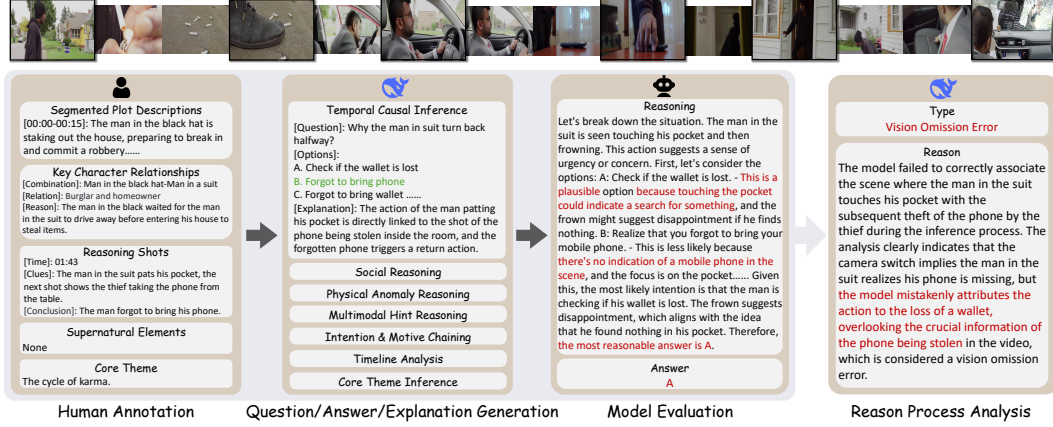 Segmented Plot Descriptions
[00:00-00:15]: The man in the black hat is
staking out the house, preparing to break in
and commit a robbery……
Key Character Relationships
[Combination]: Man in the black hat-Man in a suit
[Relation]: Burglar and homeowner
[Reason]: The man in the black waited for the man
in the suit to drive away before entering his house to
steal items.
Reasoning Shots
[Time]: 01:43
[Clues]: The man in the suit pats his pocket, the
next shot shows the thief taking the phone from
the table.
[Conclusion]: The man forgot to bring his phone.
Supernatural Elements
None
Core Theme
The cycle of karma.
Human Annotation
Temporal Causal Inference
[Question]: Why the man in suit turn back
halfway?
[Options]:
A. Check if the wallet is lost
B. Forgot to bring phone
C. Forgot to bring wallet ……
[Explanation]: The action of the man patting
his pocket is directly linked to the shot of the
phone being stolen inside the room, and the
forgotten phone triggers a return action.
Social Reasoning
Physical Anomaly Reasoning
Multimodal Hint Reasoning
Intention & Motive Chaining
Timeline Analysis
Core Theme Inference
Question/Answer/Explanation Generation
Reasoning
Let's break down the situation. The man in the
suit is seen touching his pocket and then
frowning. This action suggests a sense of
urgency or concern. First, let's consider the
options: A: Check if the wallet is lost. - This is a
plausible option because touching the pocket
could indicate a search for something, and the
frown might suggest disappointment if he finds
nothing. B: Realize that you forgot to bring your
mobile phone. - This is less likely because
there's no indication of a mobile phone in the
scene, and the focus is on the pocket…… Given
this, the most likely intention is that the man is
checking if his wallet is lost. The frown suggests
disappointment, which aligns with the idea
that he found nothing in his pocket. Therefore,
the most reasonable answer is A.
Answer
A
Model Evaluation
Type
Vision Omission Error
Reason
The model failed to correctly associate
the scene where the man in the suit
touches his pocket with the
subsequent theft of the phone by the
thief during the inference process. The
analysis clearly indicates that the
camera switch implies the man in the
suit realizes his phone is missing, but
the model mistakenly attributes the
action to the loss of a wallet,
overlooking the crucial information of
the phone being stolen in the video,
which is considered a vision omission
error.
Reason Process Analysis